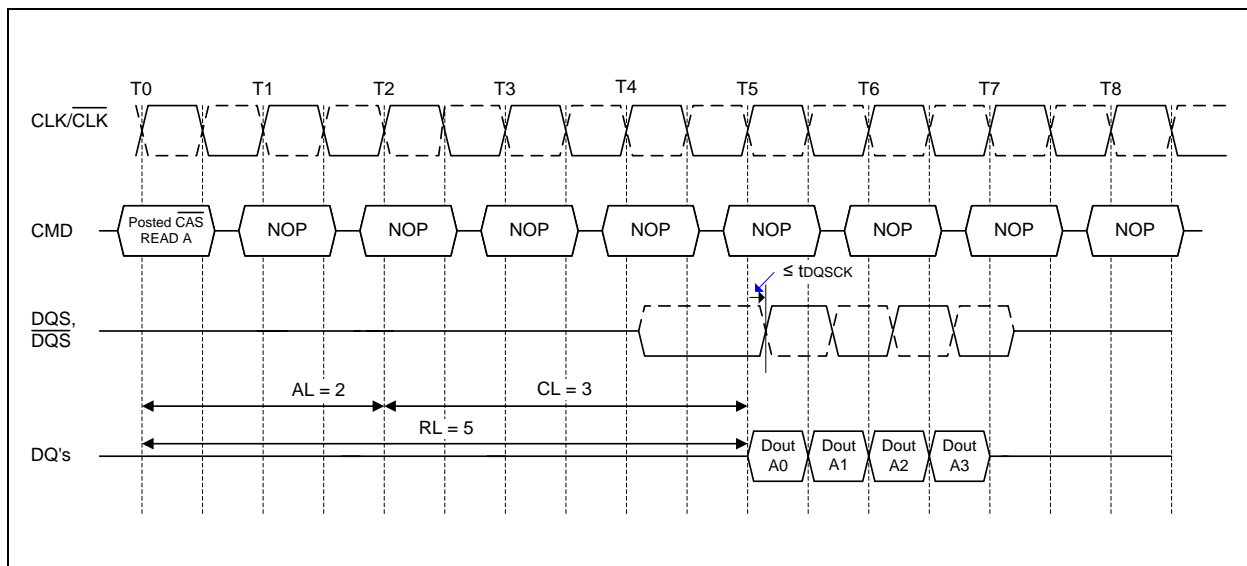 T0 T1 T2 T3 T4 T5 T6 T7 T8
CLK/CLK
CMD
Posted CAS
READ A
NOP NOP NOP NOP NOP NOP NOP NOP
≤ tDQSCK
DQS,
DQS
AL = 2 CL = 3
RL = 5
DQ's
Dout
A0
Dout
A1
Dout
A2
Dout
A3